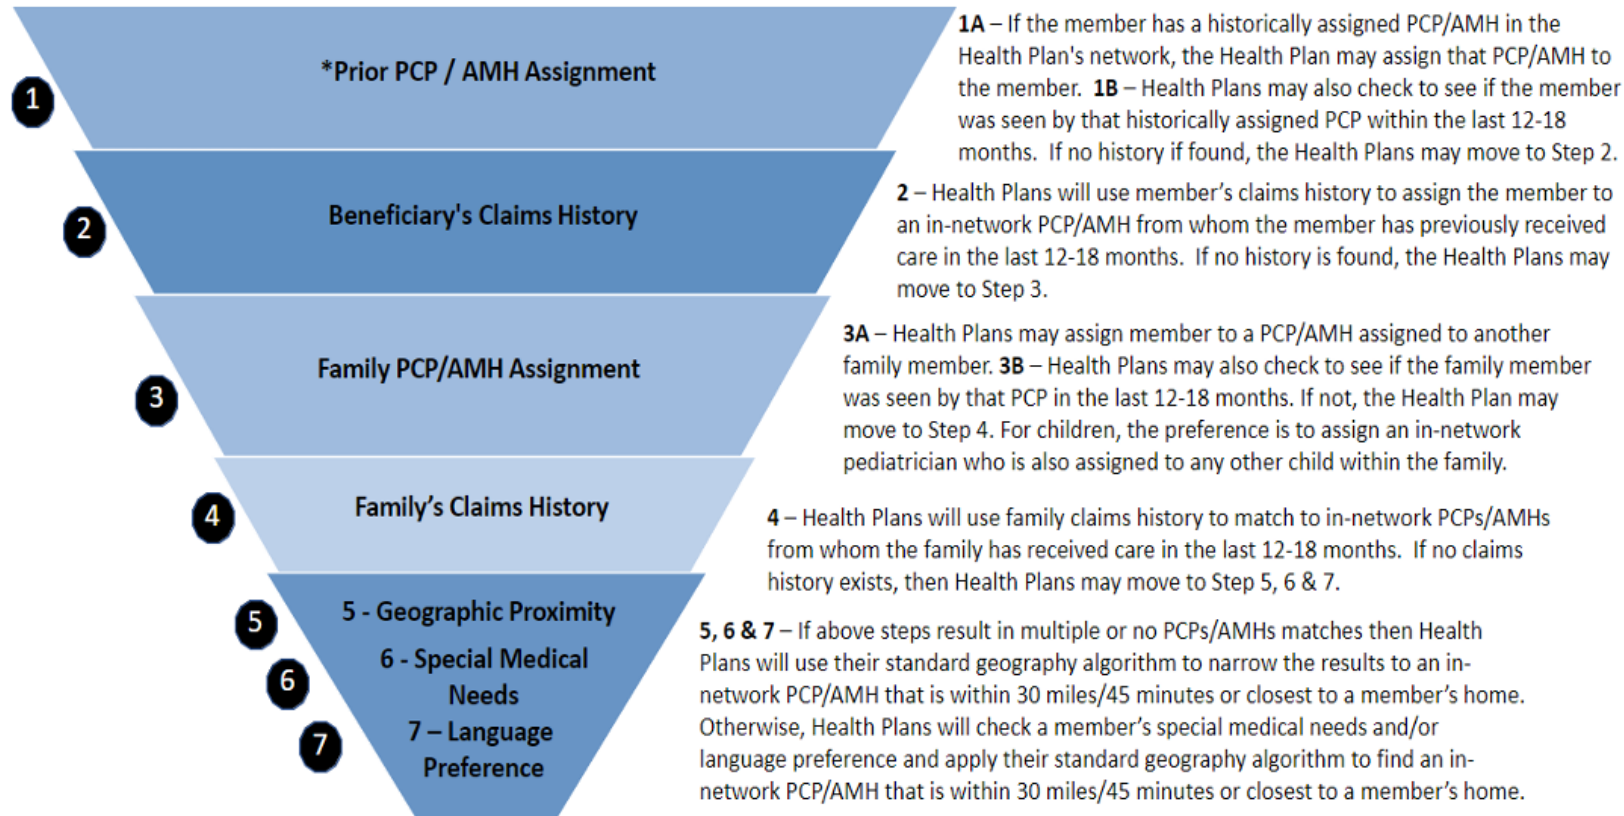 *Prior PCP / AMH Assignment
1
1A – If the member has a historically assigned PCP/AMH in the
Health Plan's network, the Health Plan may assign that PCP/AMH to
the member. 1B – Health Plans may also check to see if the member
was seen by that historically assigned PCP within the last 12-18
months. If no history if found, the Health Plans may move to Step 2.
Beneficiary's Claims History
2
2 – Health Plans will use member’s claims history to assign the member to
an in-network PCP/AMH from whom the member has previously received
care in the last 12-18 months. If no history is found, the Health Plans may
move to Step 3.
Family PCP/AMH Assignment
3
3A – Health Plans may assign member to a PCP/AMH assigned to another
family member. 3B – Health Plans may also check to see if the family member
was seen by that PCP in the last 12-18 months. If not, the Health Plan may
move to Step 4. For children, the preference is to assign an in-network
pediatrician who is also assigned to any other child within the family.
Family’s Claims History
4
4 – Health Plans will use family claims history to match to in-network PCPs/AMHs
from whom the family has received care in the last 12-18 months. If no claims
history exists, then Health Plans may move to Step 5, 6 & 7.
5 - Geographic Proximity
5
6 - Special Medical
Needs
6
7 – Language
Preference
7
5, 6 & 7 – If above steps result in multiple or no PCPs/AMHs matches then Health
Plans will use their standard geography algorithm to narrow the results to an in-
network PCP/AMH that is within 30 miles/45 minutes or closest to a member’s home.
Otherwise, Health Plans will check a member’s special medical needs and/or
language preference and apply their standard geography algorithm to find an in-
network PCP/AMH that is within 30 miles/45 minutes or closest to a member’s home.